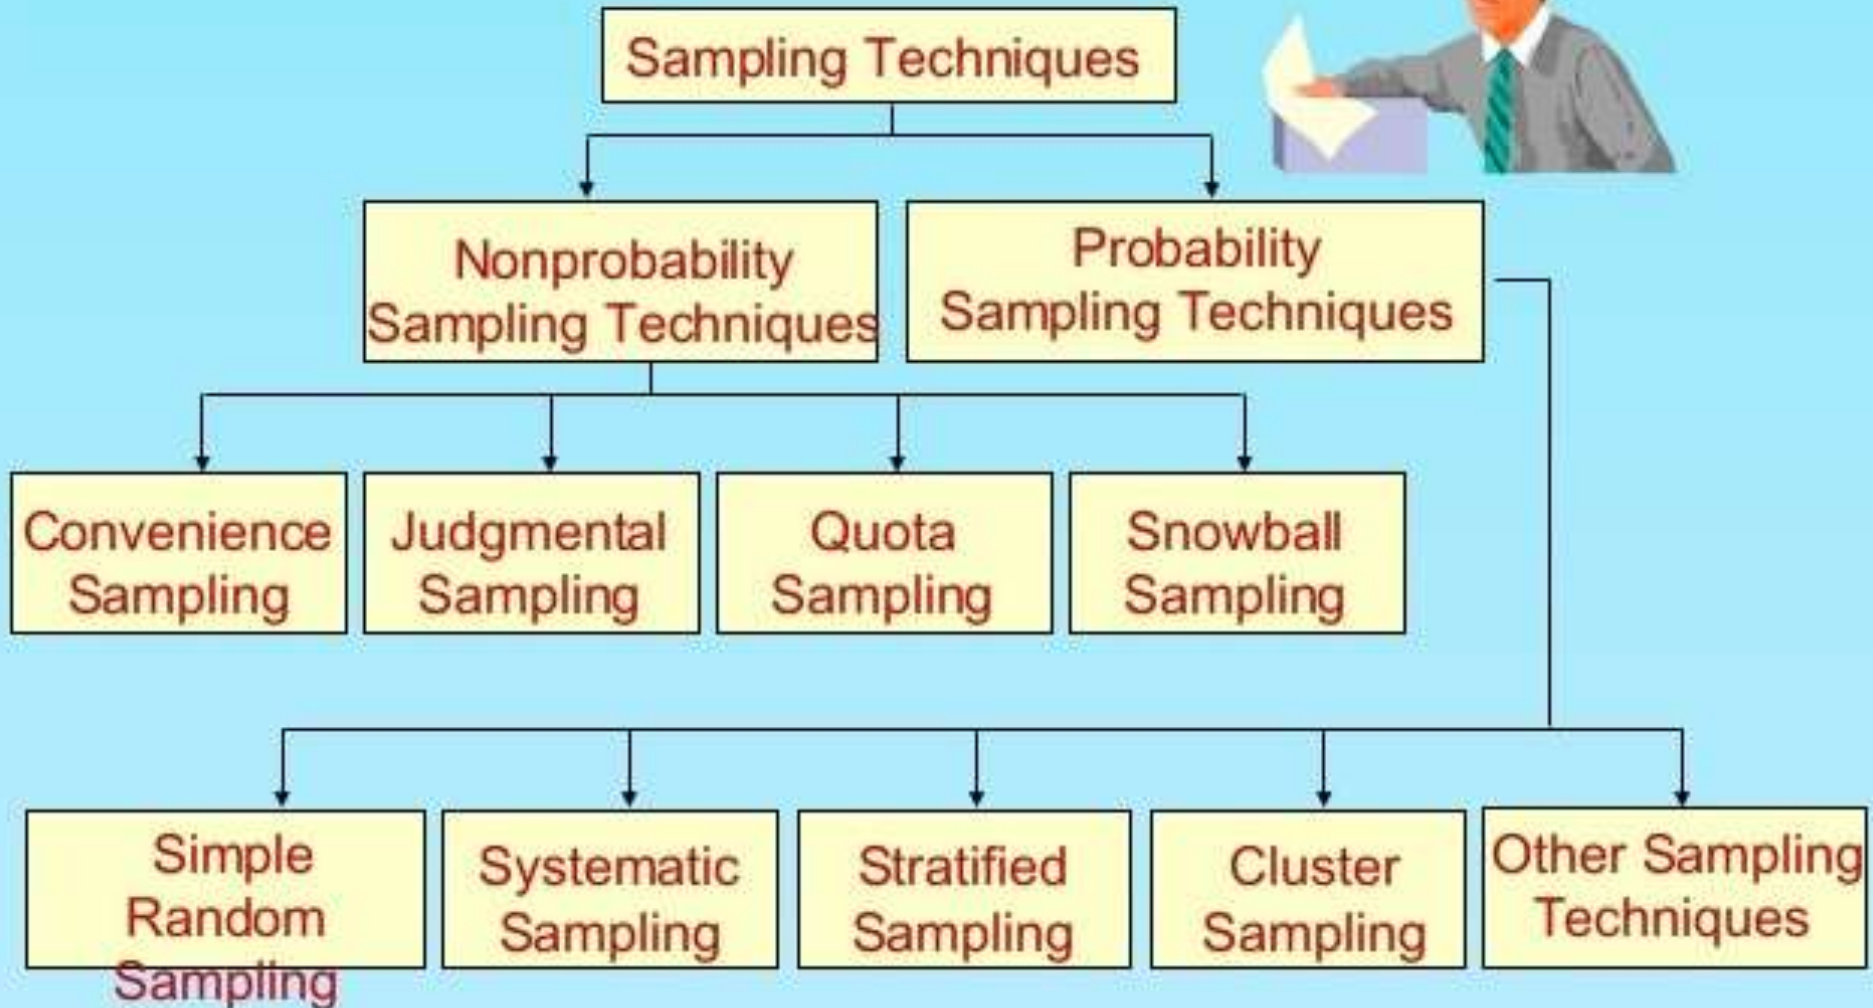 Sampling Techniques
Nonprobability
Sampling Techniques
Probability
Sampling Techniques
Convenience
Sampling
Judgmental
Sampling
Quota
Sampling
Snowball
Sampling
Simple
Random
Sampling
Systematic
Sampling
Stratified
Sampling
Cluster
Sampling
Other Sampling
Techniques